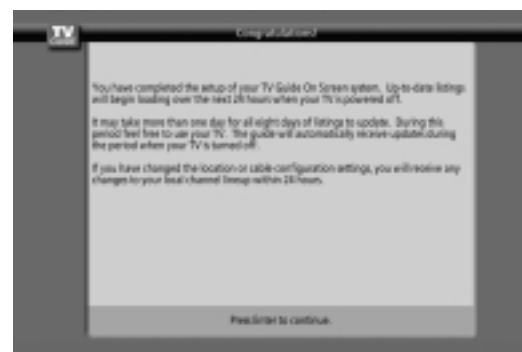 TV
GUIDE
Congratulations!
You have completed the setup of your TV Guide On Screen system. Up-to-date listings
will begin loading over the next 24 hours when your TV is powered off.
It may take more than one day for all eight days of listings to update. During this
period feel free to use your TV. The guide will automatically receive updates during
the period when your TV is turned off.
If you have changed the location or cable configuration settings, you will receive any
changes to your local channel lineup within 24 hours.
Press Enter to continue.